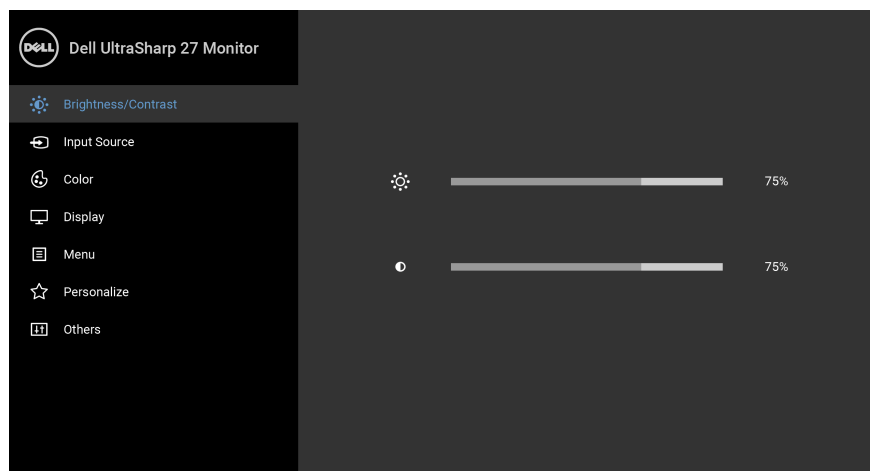 DELL
Dell UltraSharp 27 Monitor
Brightness/Contrast
Input Source
Color
75%
Display
Menu
75%
Personalize
Others